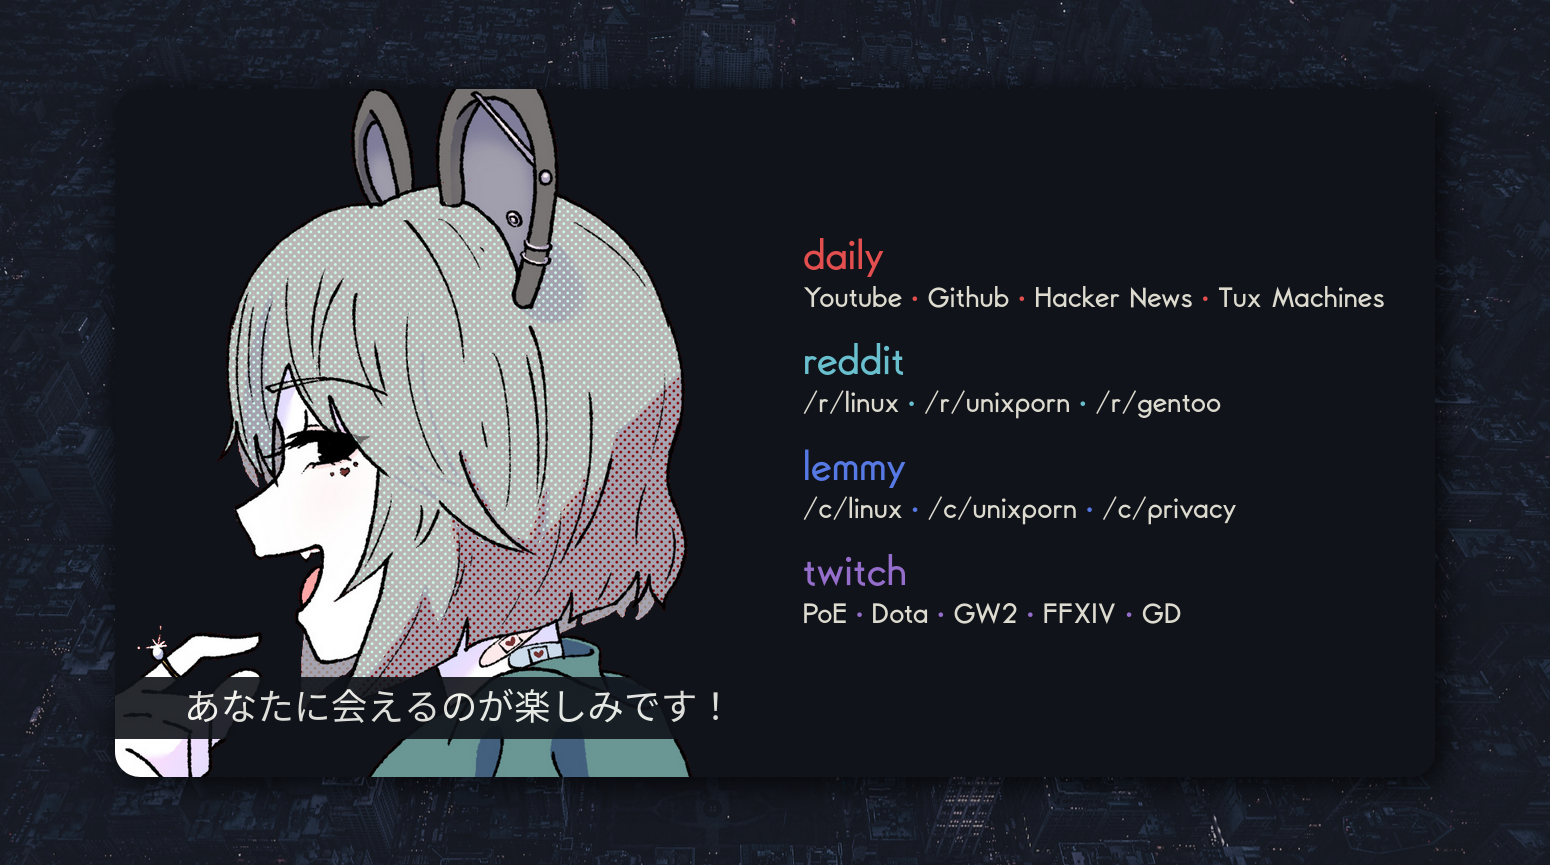 daily
Youtube • Github • Hacker News • Tux Machines
reddit
/r/linux • /r/unixporn • /r/gentoo
lemmy
/c/linux • /c/unixporn • /c/privacy
twitch
PoE • Dota • GW2 • FFXIV • GD
あなたに会えるのが楽しみです！